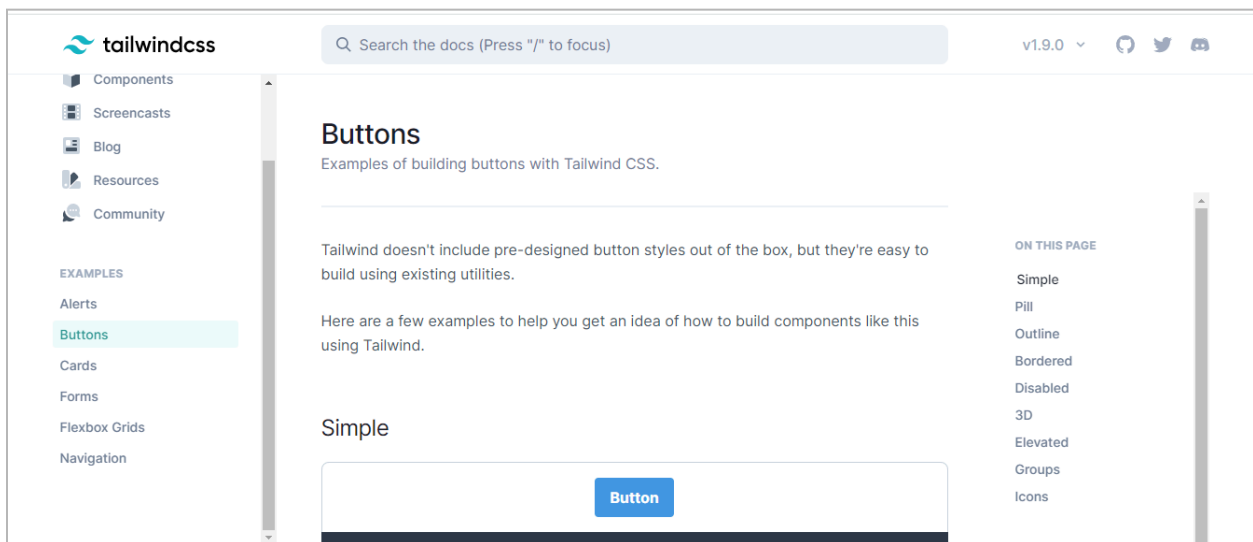 tailwindcss
Search the docs (Press "/" to focus)
v1.9.0
Components
Screencasts
Blog
Resources
Community
EXAMPLES
Alerts
Buttons
Cards
Forms
Flexbox Grids
Navigation
Buttons
Examples of building buttons with Tailwind CSS.
Tailwind doesn't include pre-designed button styles out of the box, but they're easy to
build using existing utilities.
Here are a few examples to help you get an idea of how to build components like this
using Tailwind.
Simple
Button
ON THIS PAGE
Simple
Pill
Outline
Bordered
Disabled
3D
Elevated
Groups
Icons